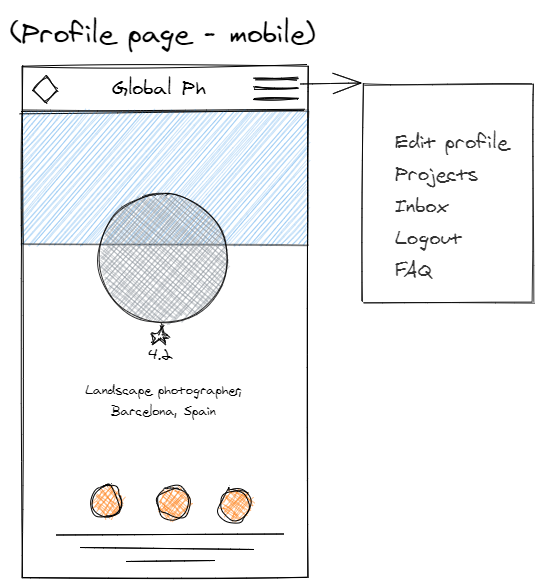 (Profile page - mobile)
Global Ph
Edit profile
Projects
Inbox
Logout
FAQ
4.2
Landscape photographer,
Barcelona, Spain